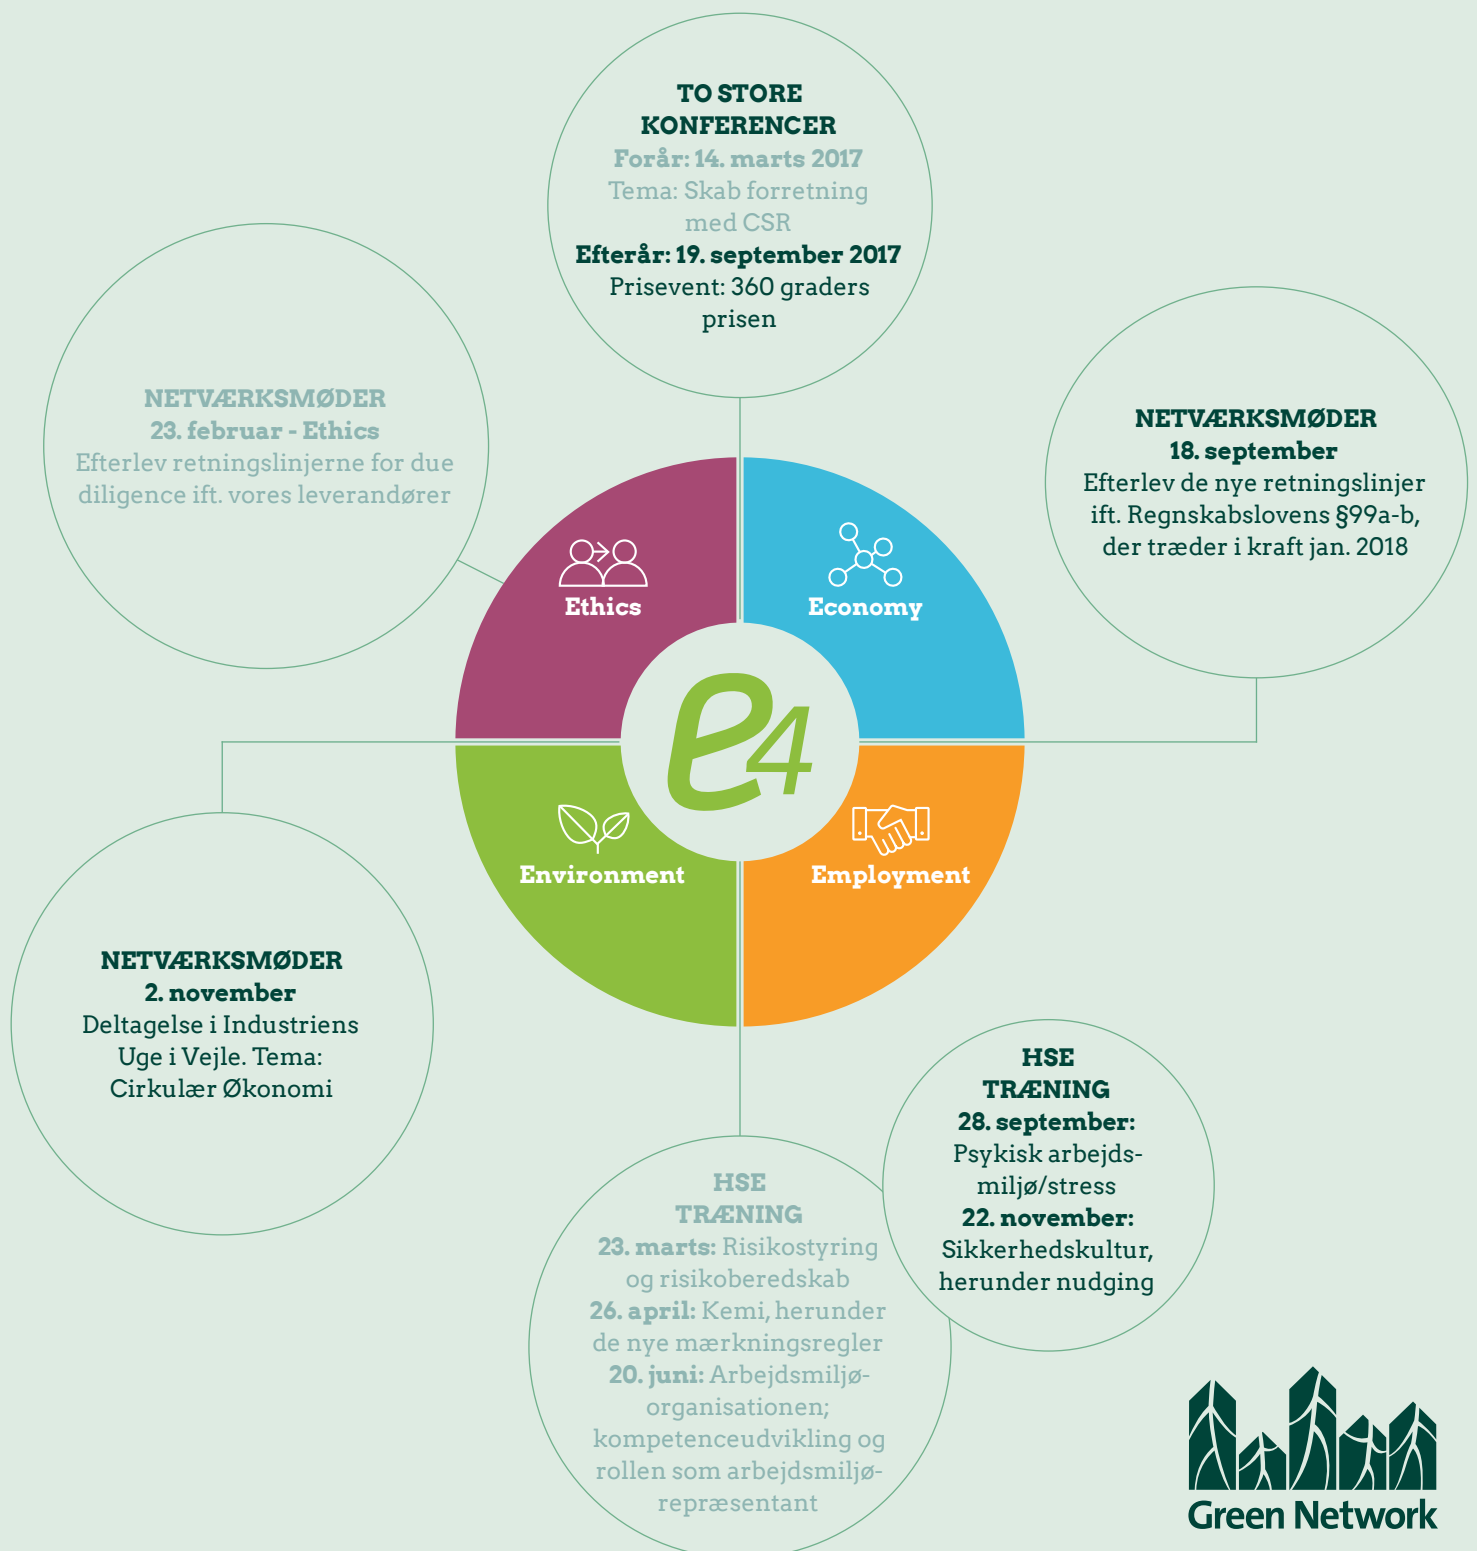 TO STORE
KONFERENCER
Forår: 14. marts 2017
Tema: Skab forretning
med CSR
Efterår: 19. september 2017
Prisevent: 360 graders
prisen
NETVÆRKSMØDER
23. februar - Ethics
Efterlev retningslinjerne for due
diligence ift. vores leverandører
NETVÆRKSMØDER
18. september
Efterlev de nye retningslinjer
ift. Regnskabslovens §99a-b,
der træder i kraft jan. 2018
Ethics
Economy
e4
Environment
Employment
NETVÆRKSMØDER
2. november
Deltagelse i Industriens
Uge i Vejle. Tema:
Cirkulær Økonomi
HSE
TRÆNING
28. september:
Psykisk arbejds-
miljø/stress
22. november:
Sikkerhedskultur,
herunder nudging
HSE
TRÆNING
23. marts: Risikostyring
og risikoberedskab
26. april: Kemi, herunder
de nye mærkningsregler
20. juni: Arbejdsmiljø-
organisationen;
kompetenceudvikling og
rollen som arbejdsmiljø-
repræsentant
Green Network